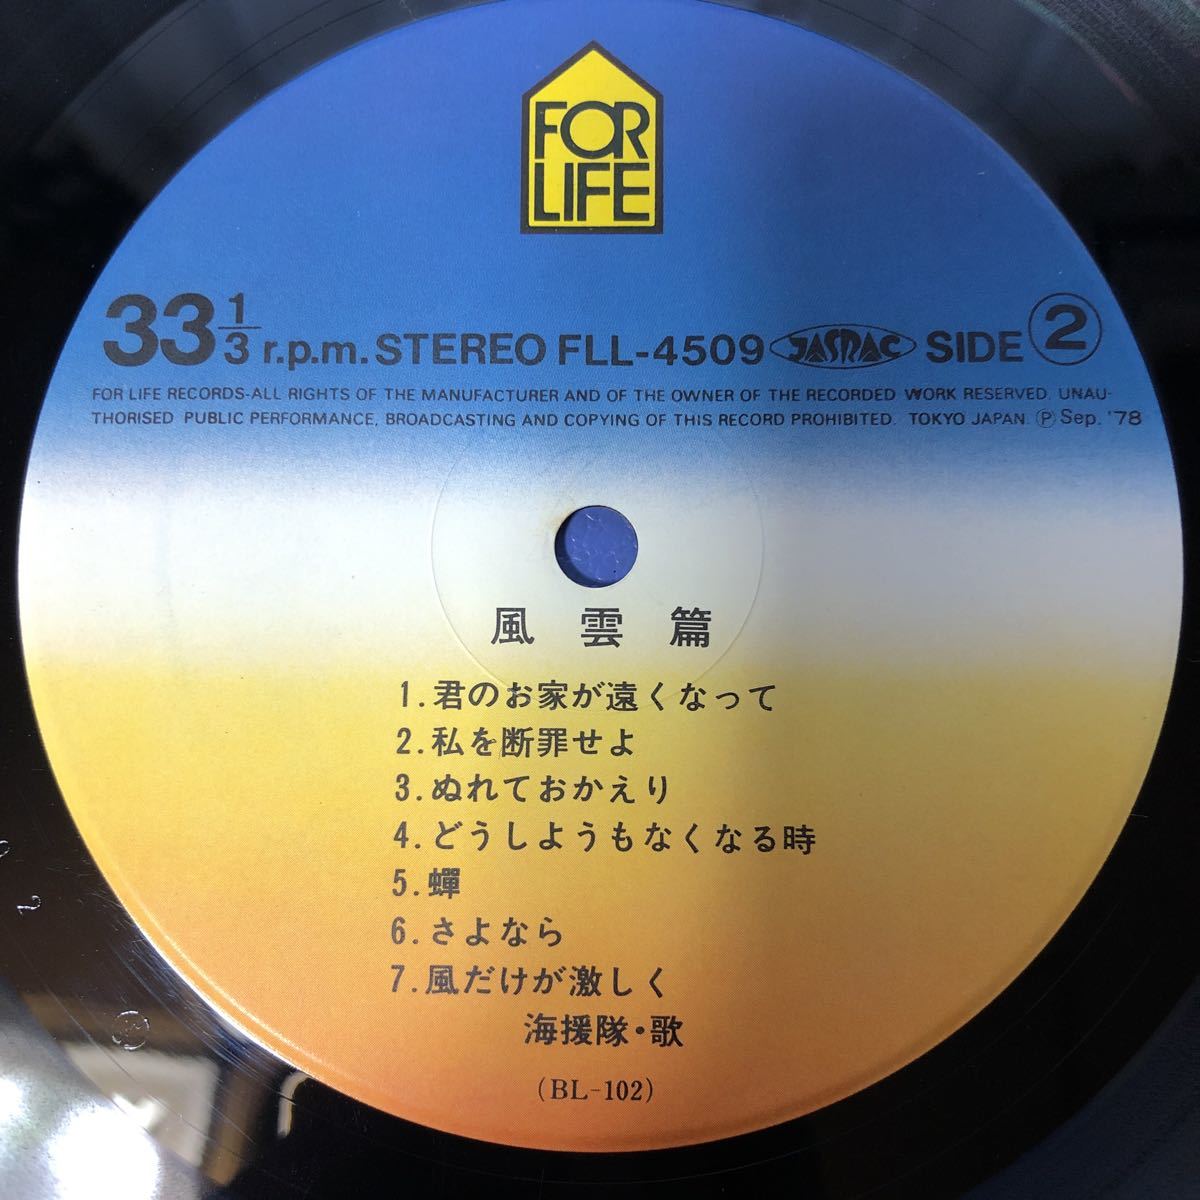 FOR
LIFE
33 1/3 r.p.m. STEREO FLL-4509 JASRAC SIDE 2
FOR LIFE RECORDS-ALL RIGHTS OF THE MANUFACTURER AND OF THE OWNER OF THE RECORDED WORK RESERVED. UNAU-
THORISED PUBLIC PERFORMANCE, BROADCASTING AND COPYING OF THIS RECORD PROHIBITED. TOKYO JAPAN. Ⓟ Sep. '78
風雲篇
1.君のお家が遠くなって
2.私を断罪せよ
3.ぬれておかえり
4.どうしようもなくなる時
5.蟬
6.さよなら
7.風だけが激しく
海援隊・歌
(BL-102)